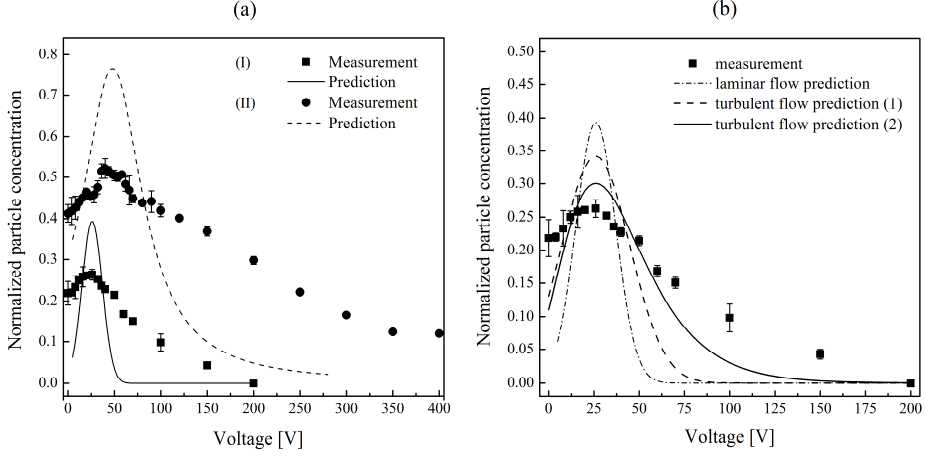 (a)
(I) Measurement
Prediction
(II) Measurement
Prediction
Normalized particle concentration
0.8
0.7
0.6
0.5
0.4
0.3
0.2
0.1
0.0
0 50 100 150 200 250 300 350 400
Voltage [V]
(b)
measurement
laminar flow prediction
turbulent flow prediction (1)
turbulent flow prediction (2)
Normalized particle concentration
0.50
0.45
0.40
0.35
0.30
0.25
0.20
0.15
0.10
0.05
0.00
0 25 50 75 100 125 150 175 200
Voltage [V]